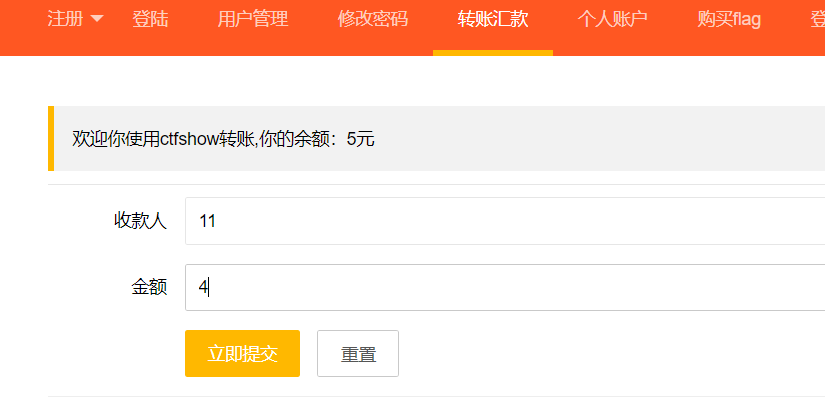 注册 登陆 用户管理 修改密码 转账汇款 个人账户 购买flag 登
欢迎你使用ctfshow转账,你的余额：5元
收款人 11
金额 4
立即提交 重置